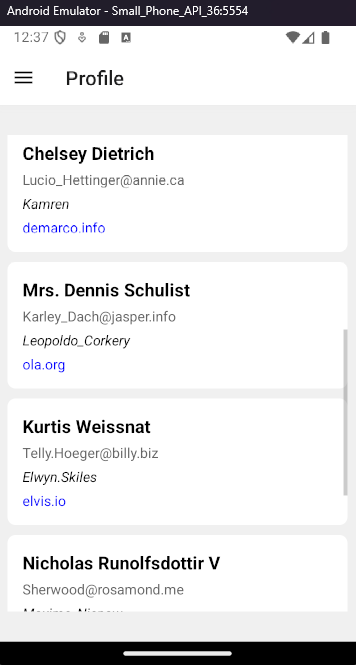 Android Emulator - Small_Phone_API_36:5554
12:37
Profile
Chelsey Dietrich
Lucio_Hettinger@annie.ca
Kamren
demarco.info
Mrs. Dennis Schulist
Karley_Dach@jasper.info
Leopoldo_Corkery
ola.org
Kurtis Weissnat
Telly.Hoeger@billy.biz
Elwyn.Skiles
elvis.io
Nicholas Runolfsdottir V
Sherwood@rosamond.me